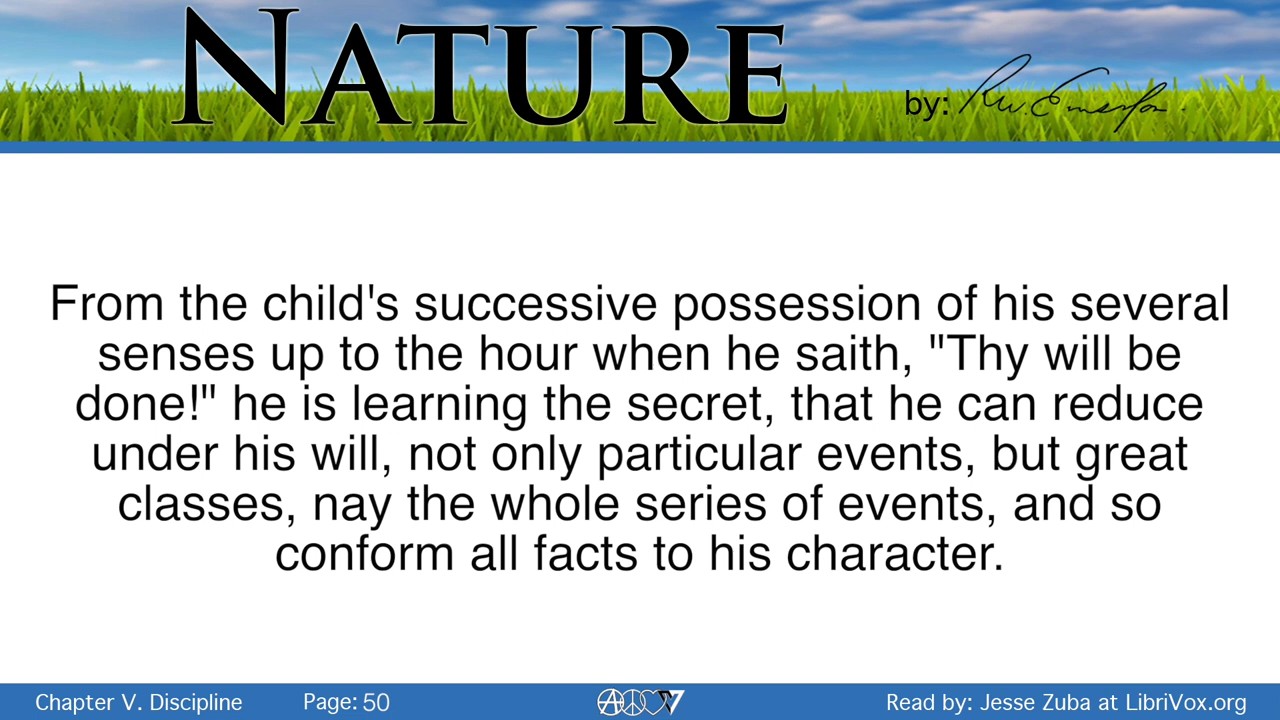 NATURE
by: R.W. Emerson.
From the child's successive possession of his several
senses up to the hour when he saith, "Thy will be
done!" he is learning the secret, that he can reduce
under his will, not only particular events, but great
classes, nay the whole series of events, and so
conform all facts to his character.
Chapter V. Discipline Page: 50 Read by: Jesse Zuba at LibriVox.org